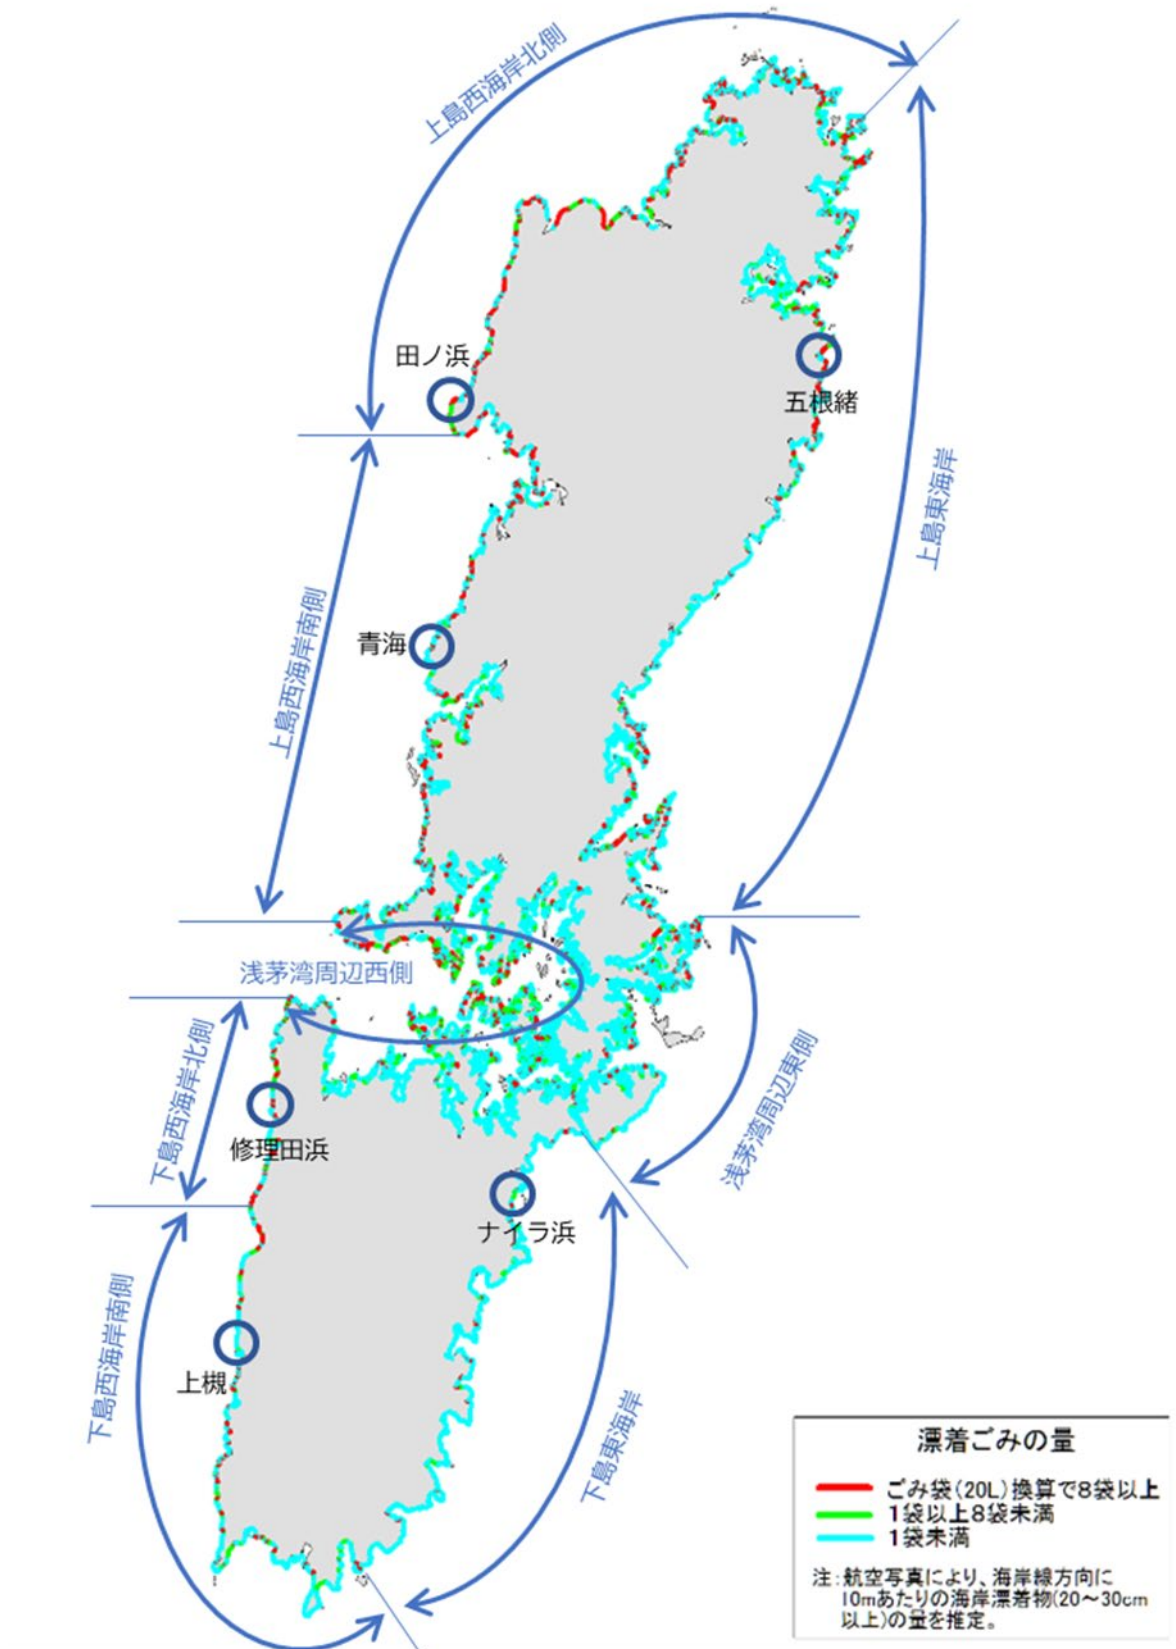 上島西海岸北側
田ノ浜
五根緒
上島東海岸
青海
上島西海岸南側
浅茅湾周辺西側
下島西海岸北側
浅茅湾周辺東側
修理田浜
ナイラ浜
下島西海岸南側
上槻
下島東海岸
漂着ごみの量
ごみ袋(20L)換算で8袋以上
1袋以上8袋未満
1袋未満
注:航空写真により、海岸線方向に
10mあたりの海岸漂着物(20～30cm
以上)の量を推定。